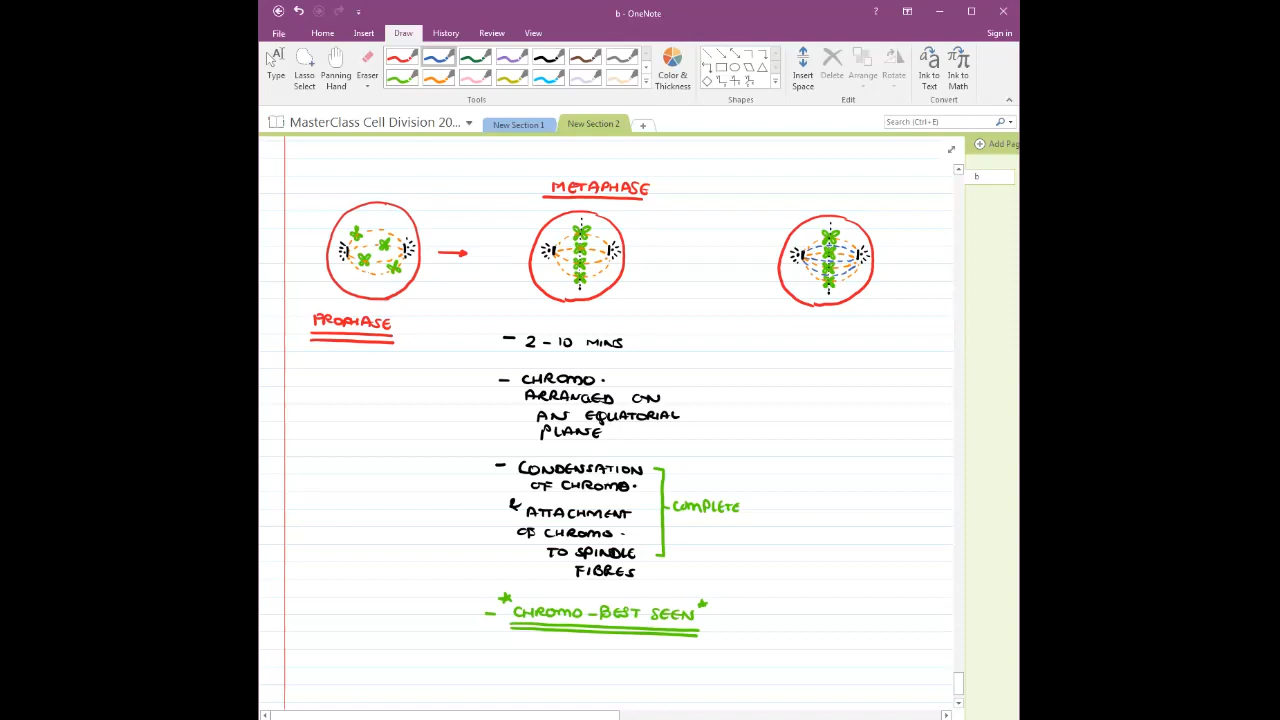 b - OneNote
?
File
Home
Insert
Draw
History
Review
View
Sign in
Type
Lasso Select
Panning Hand
Eraser
Color & Thickness
Insert Space
Delete
Arrange
Rotate
Ink to Text
Ink to Math
Tools
Shapes
Edit
Convert
MasterClass Cell Division 20...
New Section 1
New Section 2
Search (Ctrl+E)
Add Pag
b
METAPHASE
PROPHASE
- 2 - 10 MINS
- CHROMO.
ARRANGED ON
AN EQUATORIAL
PLANE
- CONDENSATION
OF CHROMO.
& ATTACHMENT
OF CHROMO.
TO SPINDLE
FIBRES
COMPLETE
- * CHROMO - BEST SEEN *